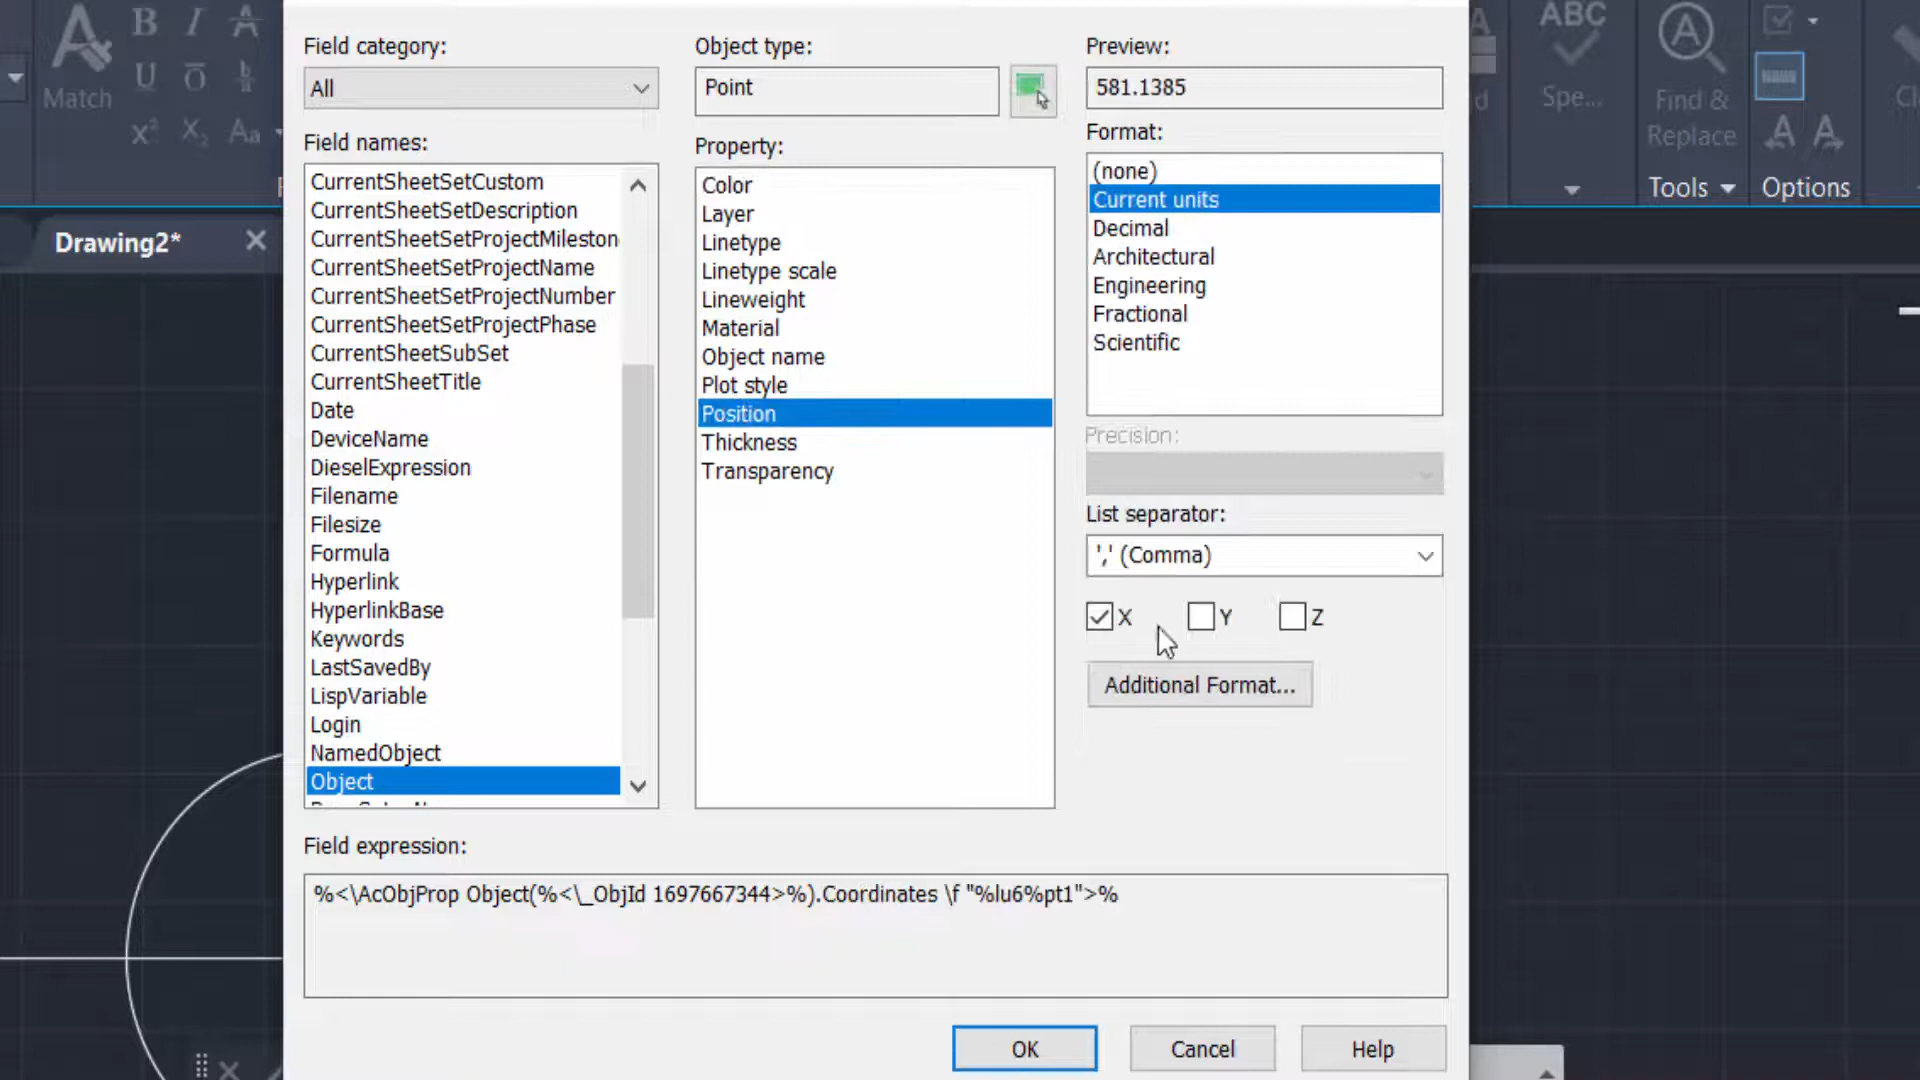 B I A
U O
Match
X² X₂ Aa
Drawing2*
Field category:
All
Field names:
CurrentSheetSetCustom
CurrentSheetSetDescription
CurrentSheetSetProjectMileston
CurrentSheetSetProjectName
CurrentSheetSetProjectNumber
CurrentSheetSetProjectPhase
CurrentSheetSubSet
CurrentSheetTitle
Date
DeviceName
DieselExpression
Filename
Filesize
Formula
Hyperlink
HyperlinkBase
Keywords
LastSavedBy
LispVariable
Login
NamedObject
Object
Object type:
Point
Property:
Color
Layer
Linetype
Linetype scale
Lineweight
Material
Object name
Plot style
Position
Thickness
Transparency
Preview:
581.1385
Format:
(none)
Current units
Decimal
Architectural
Engineering
Fractional
Scientific
Precision:
List separator:
',' (Comma)
X Y Z
Additional Format...
Field expression:
%<\AcObjProp Object(%<\_ObjId 1697667344>%).Coordinates \f "%lu6%pt1">%
OK Cancel Help
ABC
Spe...
Find &
Replace
Tools
Options